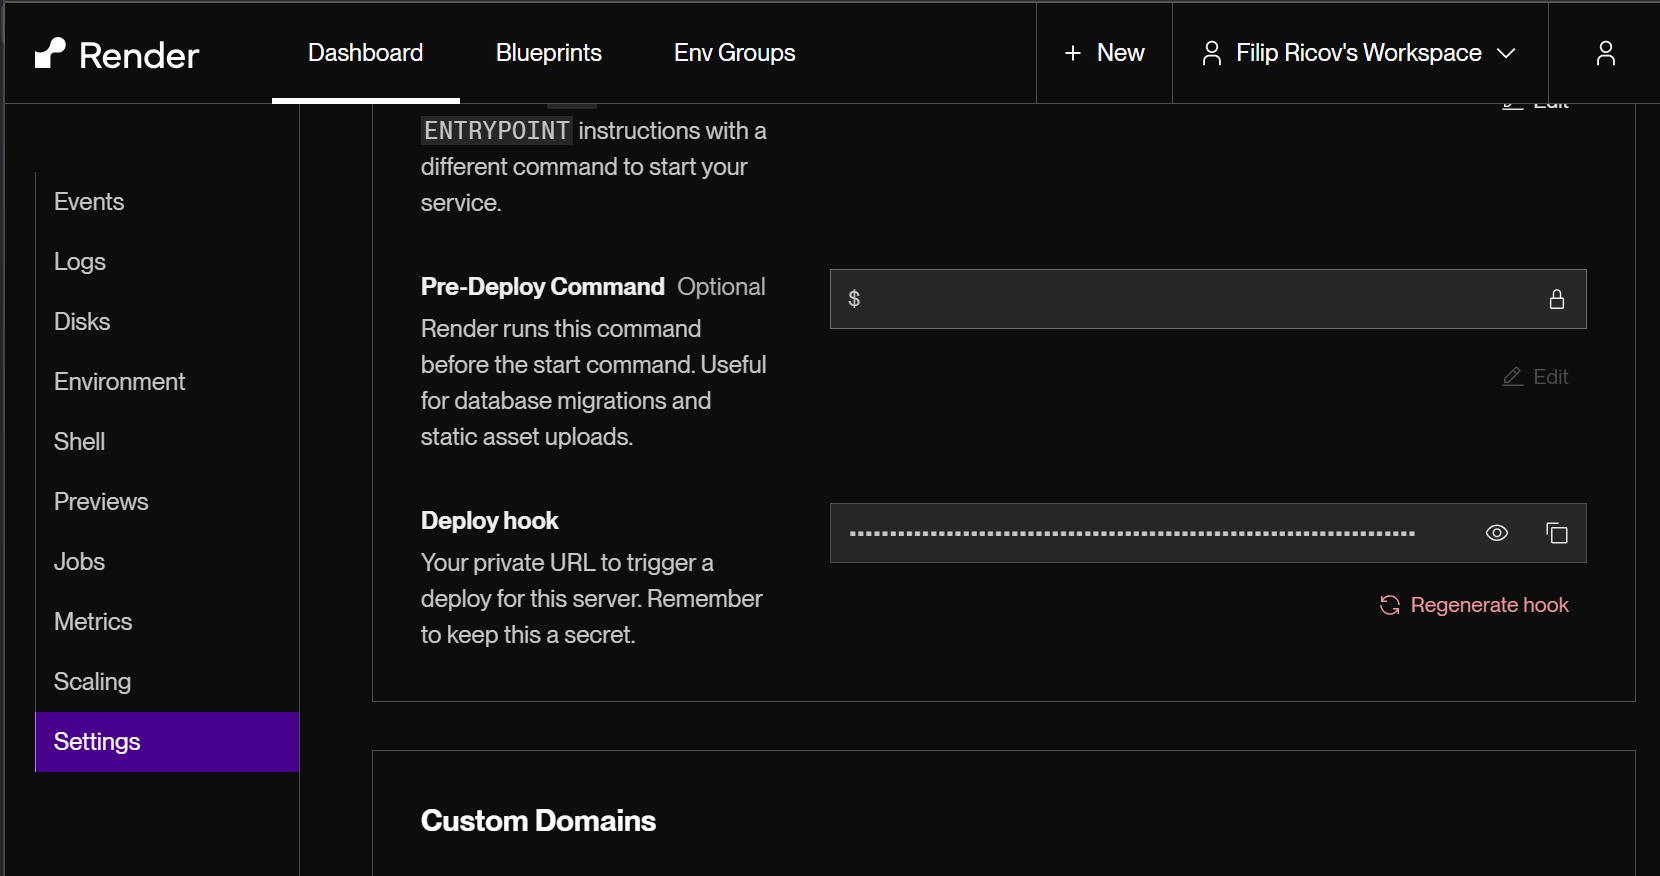 Render
Dashboard
Blueprints
Env Groups
+ New
Filip Ricov's Workspace
Edit
ENTRYPOINT instructions with a
different command to start your
service.
Events
Logs
Disks
Environment
Shell
Previews
Jobs
Metrics
Scaling
Settings
Pre-Deploy Command Optional
Render runs this command
before the start command. Useful
for database migrations and
static asset uploads.
$
Edit
Deploy hook
Your private URL to trigger a
deploy for this server. Remember
to keep this a secret.
Regenerate hook
Custom Domains